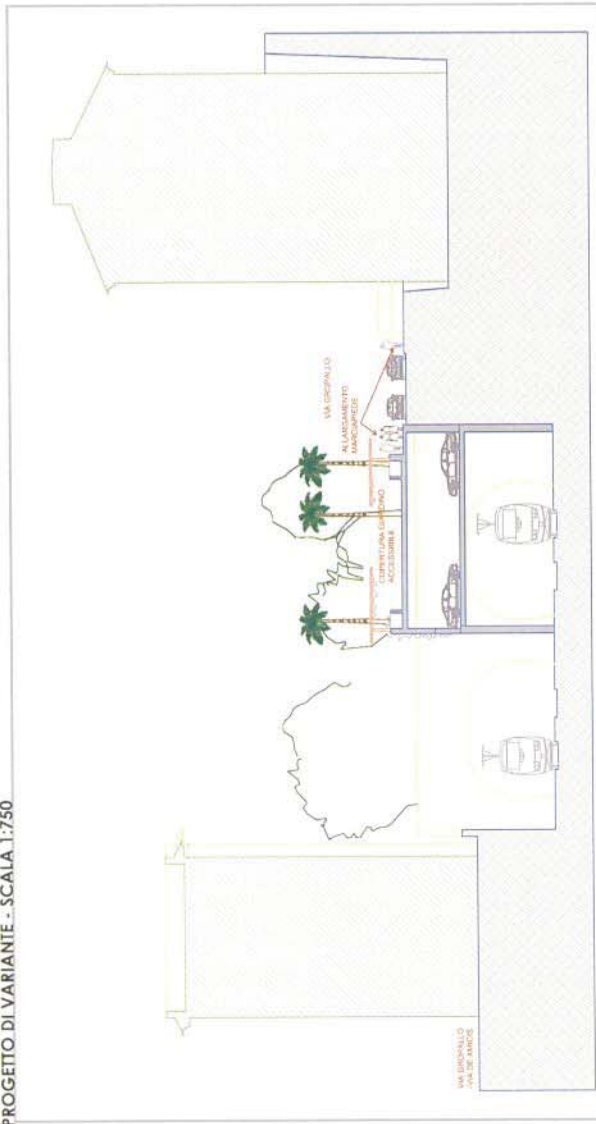 PROGETTO DI VARIANTE - SCALA 1:750
VIA GROPALLO
ALLARGAMENTO
MARCIAPIEDE
COPERTURA GIARDINO
ACCESSIBILE
VIA GROPALLO
VIA DE AMICIS